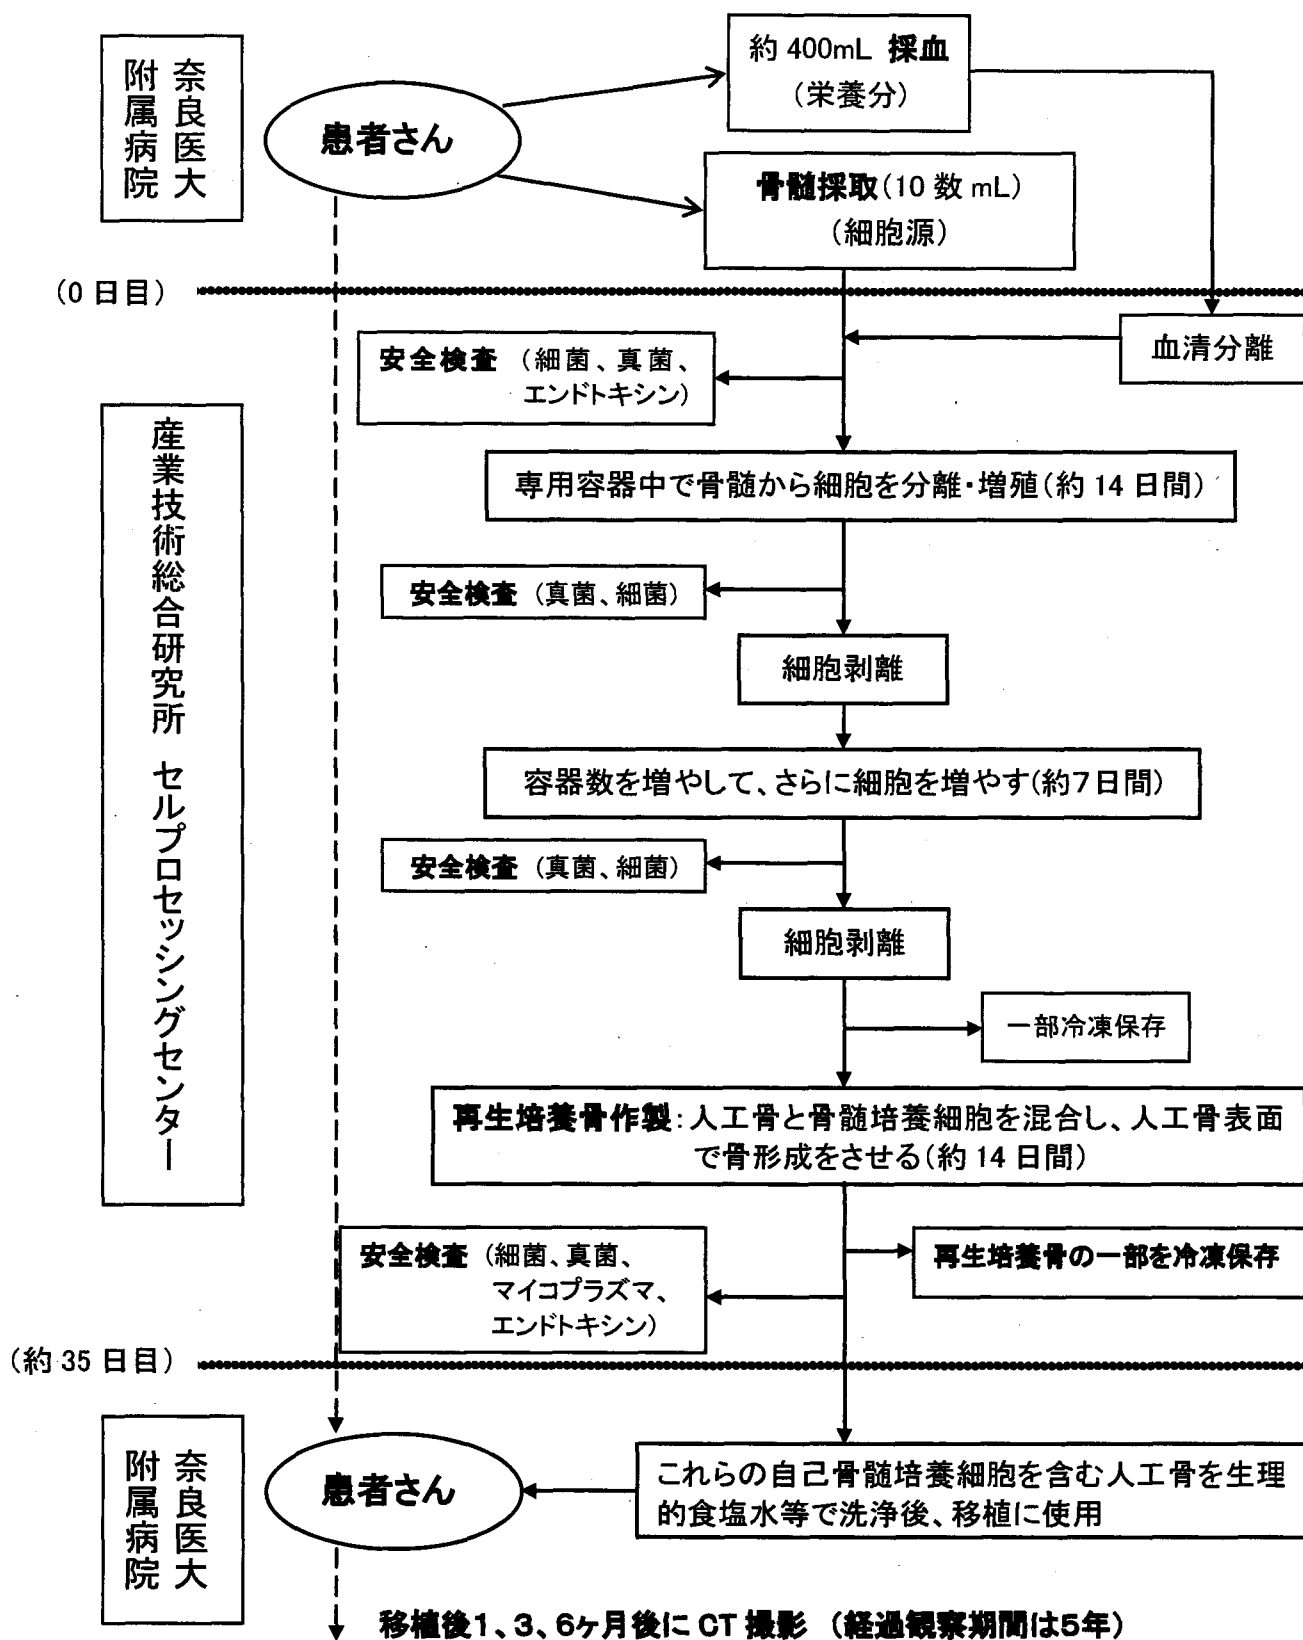 奈良医大
附属病院
患者さん
約 400mL 採血
(栄養分)
骨髄採取(10 数 mL)
(細胞源)
(0 日目)
血清分離
安全検査 (細菌、真菌、
エンドトキシン)
専用容器中で骨髄から細胞を分離・増殖(約 14 日間)
安全検査 (真菌、細菌)
細胞剥離
容器数を増やして、さらに細胞を増やす(約7日間)
安全検査 (真菌、細菌)
細胞剥離
一部冷凍保存
産業技術総合研究所 セルプロセッシングセンター
再生培養骨作製:人工骨と骨髄培養細胞を混合し、人工骨表面
で骨形成をさせる(約 14 日間)
安全検査 (細菌、真菌、
マイコプラズマ、
エンドトキシン)
再生培養骨の一部を冷凍保存
(約 35 日目)
奈良医大
附属病院
患者さん
これらの自己骨髄培養細胞を含む人工骨を生理
的食塩水等で洗浄後、移植に使用
移植後1、3、6ヶ月後に CT 撮影 (経過観察期間は5年)